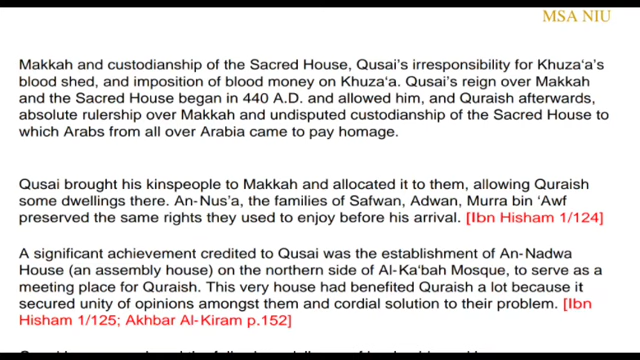 MSA NIU
Makkah and custodianship of the Sacred House, Qusai's irresponsibility for Khuza‘a's
blood shed, and imposition of blood money on Khuza‘a. Qusai's reign over Makkah
and the Sacred House began in 440 A.D. and allowed him, and Quraish afterwards,
absolute rulership over Makkah and undisputed custodianship of the Sacred House to
which Arabs from all over Arabia came to pay homage.
Qusai brought his kinspeople to Makkah and allocated it to them, allowing Quraish
some dwellings there. An-Nus’a, the families of Safwan, Adwan, Murra bin ‘Awf
preserved the same rights they used to enjoy before his arrival. [Ibn Hisham 1/124]
A significant achievement credited to Qusai was the establishment of An-Nadwa
House (an assembly house) on the northern side of Al-Ka‘bah Mosque, to serve as a
meeting place for Quraish. This very house had benefited Quraish a lot because it
secured unity of opinions amongst them and cordial solution to their problem. [Ibn
Hisham 1/125; Akhbar Al-Kiram p.152]